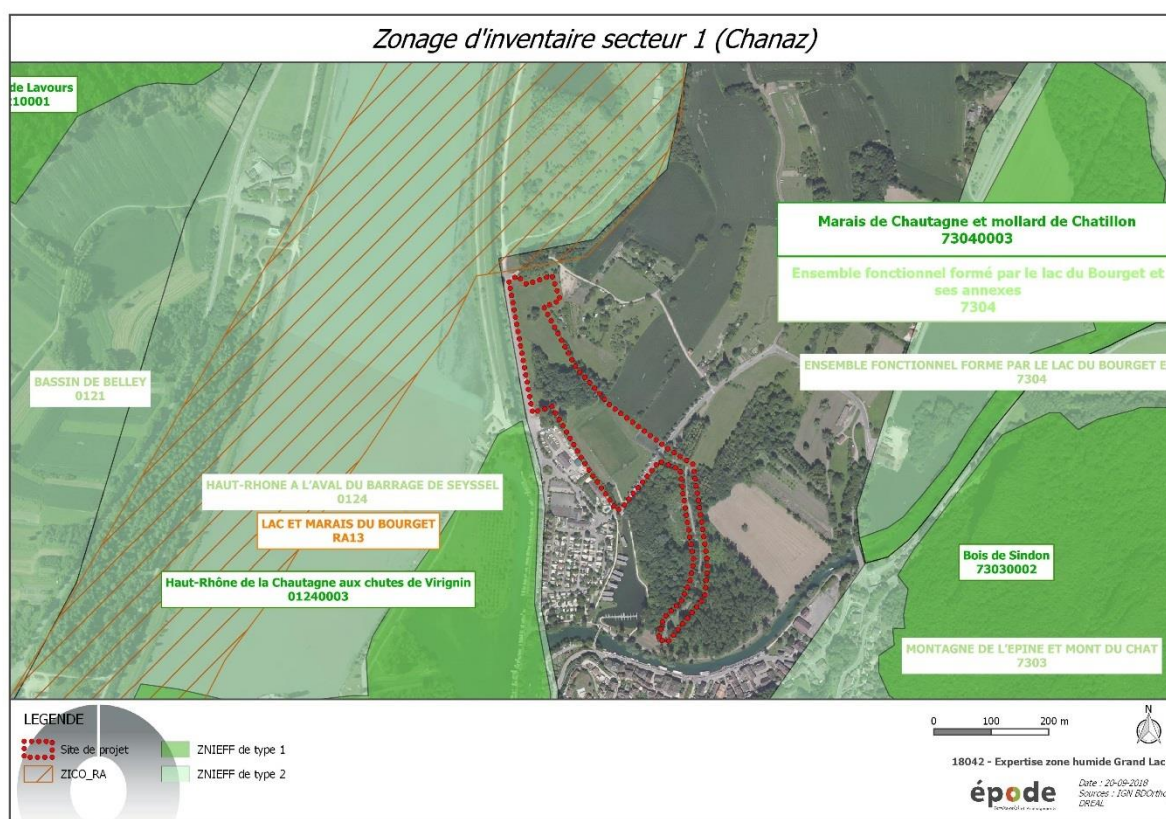 Zonage d'inventaire secteur 1 (Chanaz)
de Lavours
10001
Marais de Chautagne et mollard de Chatillon
73040003
Ensemble fonctionnel formé par le lac du Bourget et
ses annexes
7304
ENSEMBLE FONCTIONNEL FORME PAR LE LAC DU BOURGET E
7304
BASSIN DE BELLEY
0121
HAUT-RHONE A L'AVAL DU BARRAGE DE SEYSSEL
0124
LAC ET MARAIS DU BOURGET
RA13
Haut-Rhône de la Chautagne aux chutes de Virignin
01240003
Bois de Sindon
73030002
MONTAGNE DE L'EPINE ET MONT DU CHAT
7303
LEGENDE
Site de projet
ZNIEFF de type 1
ZICO_RA
ZNIEFF de type 2
0 100 200 m
N
18042 - Expertise zone humide Grand Lac
épode
Date : 20-09-2018
Sources : IGN BDOrtho
DREAL